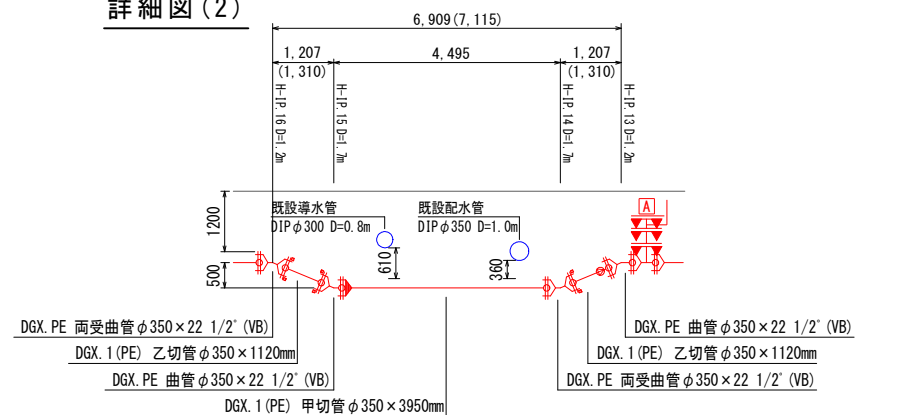 詳細図(2)
6,909(7,115)
1,207
(1,310)
4,495
1,207
(1,310)
H-IP.16 D=1.2m
H-IP.15 D=1.7m
H-IP.14 D=1.7m
H-IP.13 D=1.2m
A
1200
既設導水管
DIPφ300 D=0.8m
既設配水管
DIPφ350 D=1.0m
610
360
500
DGX.PE 両受曲管φ350×22 1/2°(VB)
DGX.PE 曲管φ350×22 1/2°(VB)
DGX.1(PE) 乙切管φ350×1120mm
DGX.1(PE) 乙切管φ350×1120mm
DGX.PE 曲管φ350×22 1/2°(VB)
DGX.PE 両受曲管φ350×22 1/2°(VB)
DGX.1(PE) 甲切管φ350×3950mm